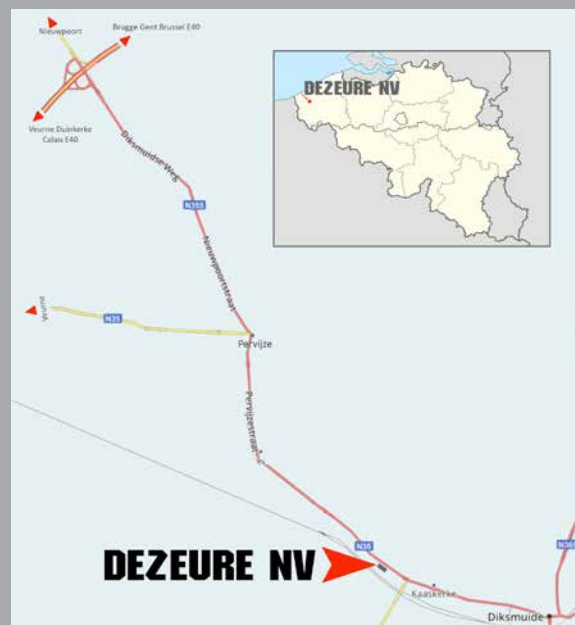 Nieuwpoort
Brugge Gent Brussel E40
Veurne Duinkerke
Calais E40
Diksmuidse Weg
N355
Nieuwpoortstraat
Veurne
N35
Pervijze
Pervijzestraat
N35
DEZEURE NV
Kaaskerke
Diksmuide
DEZEURE NV